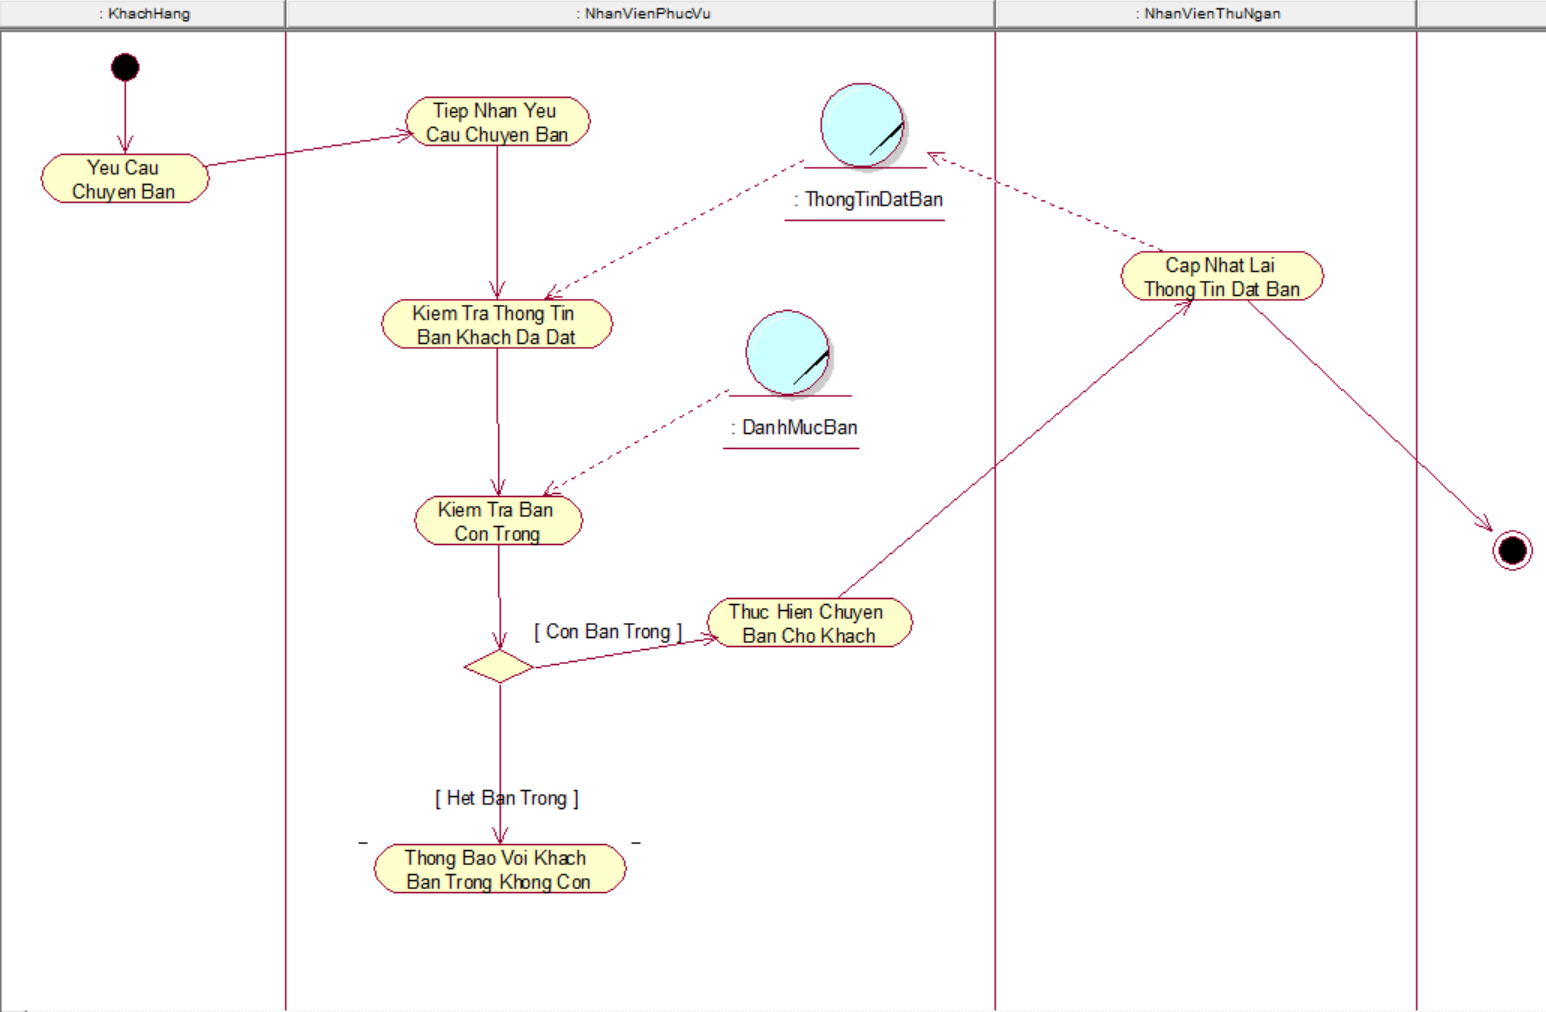 : KhachHang
: NhanVienPhucVu
: NhanVienThuNgan
Yeu Cau
Chuyen Ban
Tiep Nhan Yeu
Cau Chuyen Ban
: ThongTinDatBan
Cap Nhat Lai
Thong Tin Dat Ban
Kiem Tra Thong Tin
Ban Khach Da Dat
: DanhMucBan
Kiem Tra Ban
Con Trong
[ Con Ban Trong ]
Thuc Hien Chuyen
Ban Cho Khach
[ Het Ban Trong ]
Thong Bao Voi Khach
Ban Trong Khong Con